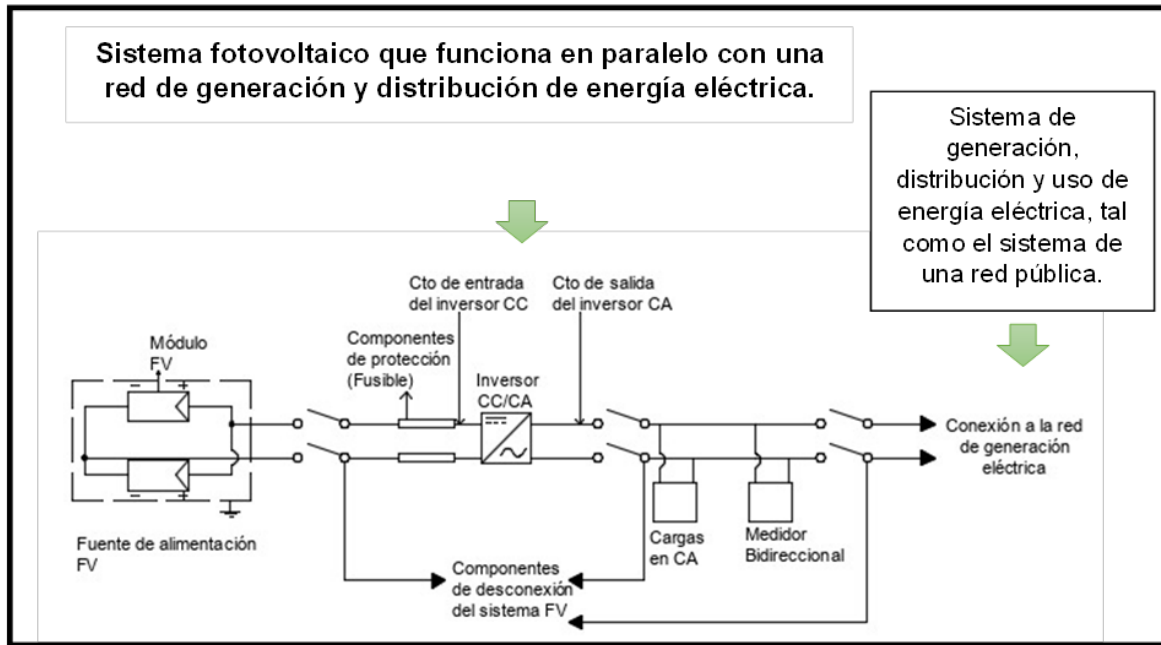 Sistema fotovoltaico que funciona en paralelo con una
red de generación y distribución de energía eléctrica.
Sistema de
generación,
distribución y uso de
energía eléctrica, tal
como el sistema de
una red pública.
Cto de entrada
del inversor CC
Cto de salida
del inversor CA
Módulo
FV
Componentes
de protección
(Fusible)
Inversor
CC/CA
- +
- +
Conexión a la red
de generación
eléctrica
Fuente de alimentación
FV
Cargas
en CA
Medidor
Bidireccional
Componentes
de desconexión
del sistema FV